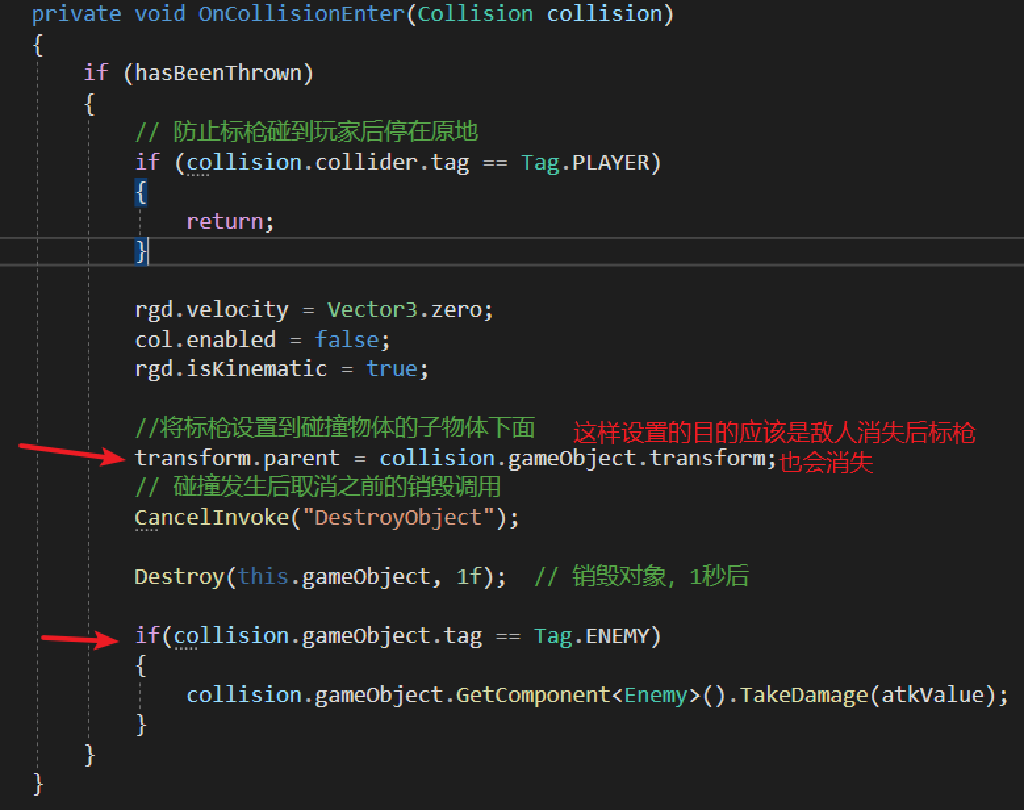 private void OnCollisionEnter(Collision collision)
{
if (hasBeenThrown)
{
// 防止标枪碰到玩家后停在原地
if (collision.collider.tag == Tag.PLAYER)
{
return;
}
rgd.velocity = Vector3.zero;
col.enabled = false;
rgd.isKinematic = true;
//将标枪设置到碰撞物体的子物体下面
这样设置的目的应该是敌人消失后标枪
transform.parent = collision.gameObject.transform;
也会消失
// 碰撞发生后取消之前的销毁调用
CancelInvoke("DestroyObject");
Destroy(this.gameObject, 1f); // 销毁对象，1秒后
if(collision.gameObject.tag == Tag.ENEMY)
{
collision.gameObject.GetComponent<Enemy>().TakeDamage(atkValue);
}
}
}